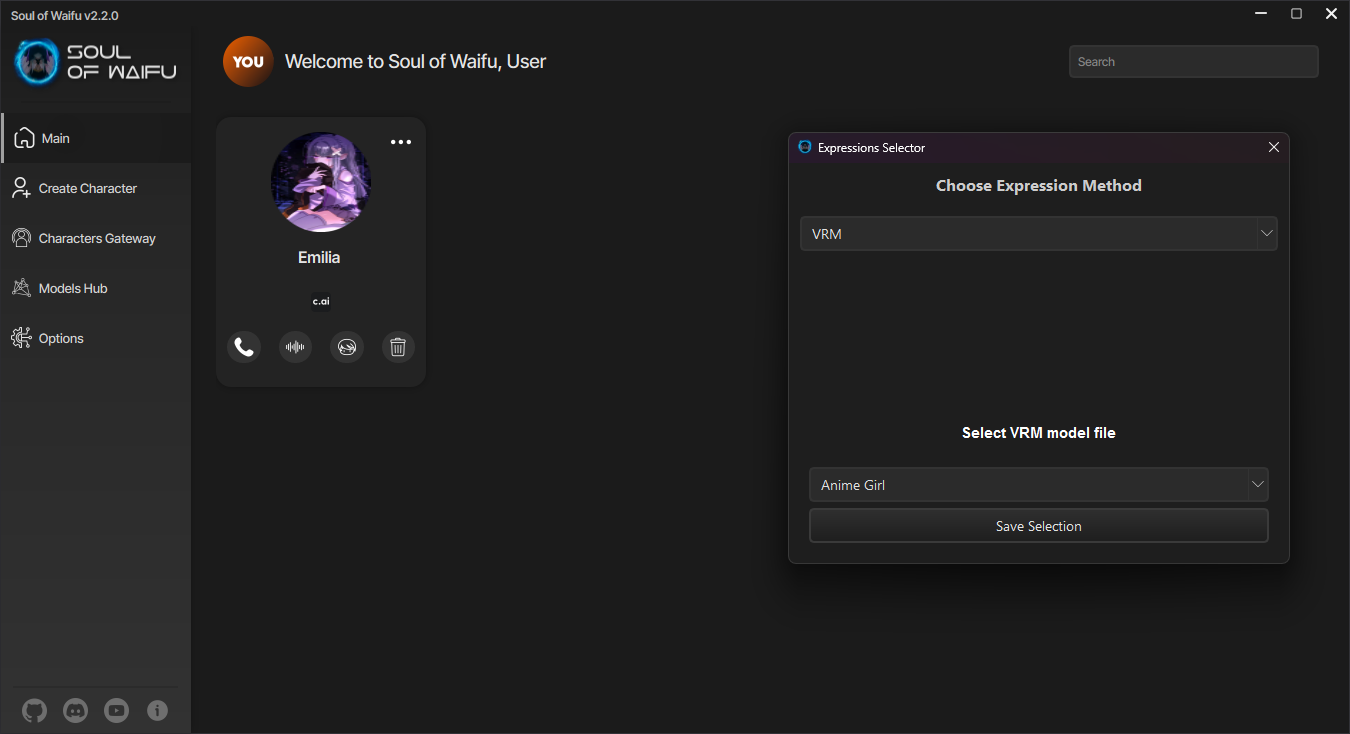 Soul of Waifu v2.2.0
SOUL
OF WAIFU
Main
Create Character
Characters Gateway
Models Hub
Options
YOU
Welcome to Soul of Waifu, User
Search
Emilia
c.ai
Expressions Selector
Choose Expression Method
VRM
Select VRM model file
Anime Girl
Save Selection